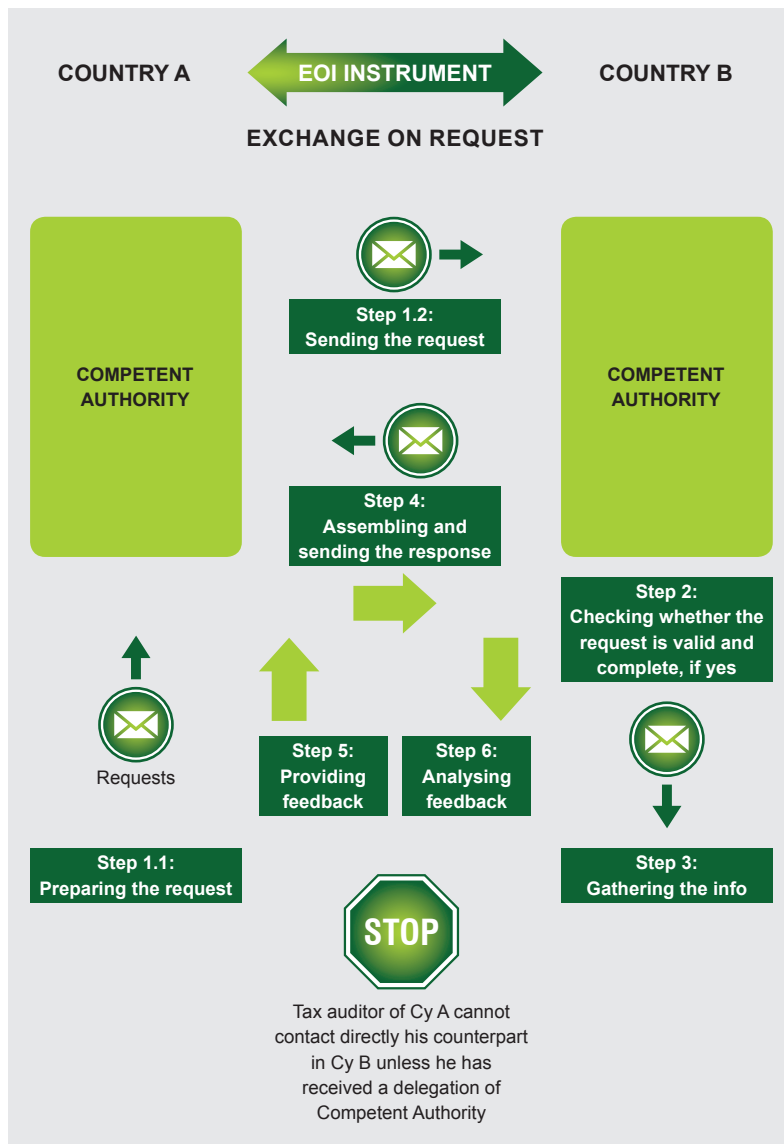 COUNTRY A
EOI INSTRUMENT
COUNTRY B
EXCHANGE ON REQUEST
COMPETENT
AUTHORITY
Step 1.2:
Sending the request
COMPETENT
AUTHORITY
Step 4:
Assembling and
sending the response
Step 2:
Checking whether the
request is valid and
complete, if yes
Requests
Step 5:
Providing
feedback
Step 6:
Analysing
feedback
Step 1.1:
Preparing the request
Step 3:
Gathering the info
STOP
Tax auditor of Cy A cannot
contact directly his counterpart
in Cy B unless he has
received a delegation of
Competent Authority